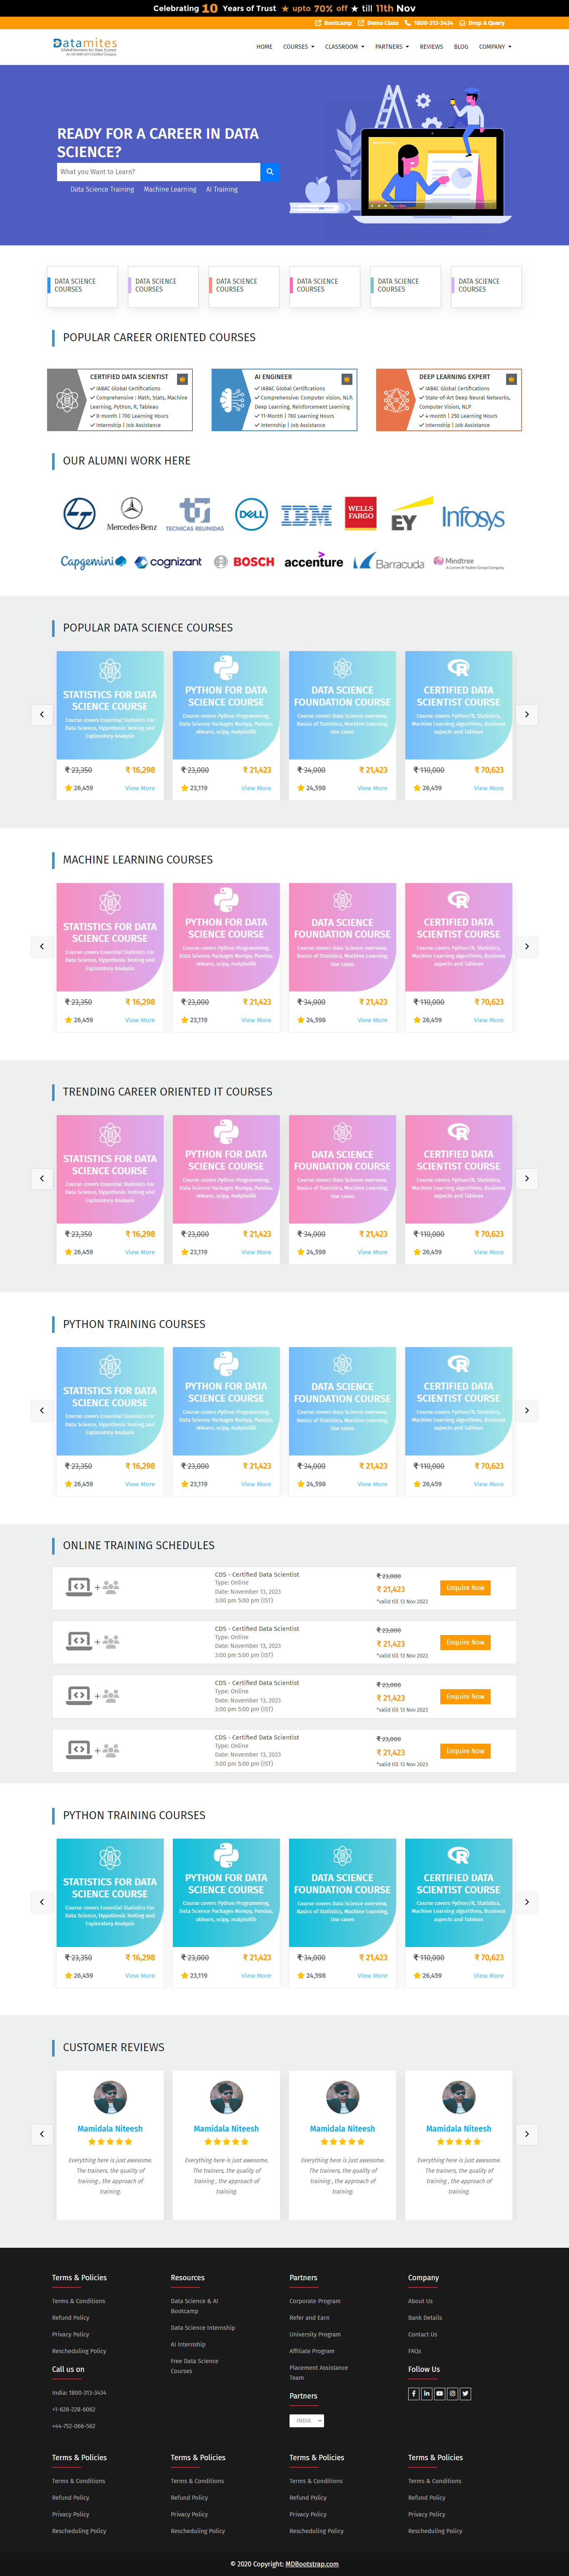 Celebrating 10 Years of Trust ★ upto 70% off ★ till 11th Nov
Bootcamp Demo Class 1800-313-3434 Drop A Query
Datamites
Global Institute for Data Science
HOME COURSES CLASSROOM PARTNERS REVIEWS BLOG COMPANY
READY FOR A CAREER IN DATA
SCIENCE?
What you Want to Learn?
Data Science Training Machine Learning AI Training
DATA SCIENCE
COURSES
DATA SCIENCE
COURSES
DATA SCIENCE
COURSES
DATA SCIENCE
COURSES
DATA SCIENCE
COURSES
DATA SCIENCE
COURSES
POPULAR CAREER ORIENTED COURSES
CERTIFIED DATA SCIENTIST
IABAC Global Certifications
Comprehensive : Math, Stats, Machine
Learning, Python, R, Tableau
8-month | 700 Learning Hours
Internship | Job Assistance
AI ENGINEER
IABAC Global Certifications
Comprehensive: Computer vision, NLP,
Deep Learning, Reinforcement Learning
11-Month | 780 Learning Hours
Internship | Job Assistance
DEEP LEARNING EXPERT
IABAC Global Certifications
State-of-Art Deep Neural Networks,
Computer Vision, NLP
4-month | 250 Learning Hours
Internship | Job Assistance
OUR ALUMNI WORK HERE
Mercedes-Benz
TECNICAS REUNIDAS
DELL
IBM
WELLS
FARGO
EY
Infosys
Capgemini
cognizant
BOSCH
accenture
Barracuda
Mindtree
A Larsen & Toubro Group Company
POPULAR DATA SCIENCE COURSES
STATISTICS FOR DATA
SCIENCE COURSE
Course covers Essential Statistics For
Data Science, Hypothesis Testing and
Exploratory Analysis
₹ 23,350 ₹ 16,298
26,459 View More
PYTHON FOR DATA
SCIENCE COURSE
Course covers Python Programming,
Data Science Packages Numpy, Pandas,
sklearn, scipy, matplotlib
₹ 23,000 ₹ 21,423
23,119 View More
DATA SCIENCE
FOUNDATION COURSE
Course covers Data Science overview,
Basics of Statistics, Machine Learning,
Use cases
₹ 34,000 ₹ 21,423
24,598 View More
CERTIFIED DATA
SCIENTIST COURSE
Course covers Python/R, Statistics,
Machine Learning algorithms, Business
aspects and Tableau
₹ 110,000 ₹ 70,623
26,459 View More
MACHINE LEARNING COURSES
STATISTICS FOR DATA
SCIENCE COURSE
Course covers Essential Statistics For
Data Science, Hypothesis Testing and
Exploratory Analysis
₹ 23,350 ₹ 16,298
26,459 View More
PYTHON FOR DATA
SCIENCE COURSE
Course covers Python Programming,
Data Science Packages Numpy, Pandas,
sklearn, scipy, matplotlib
₹ 23,000 ₹ 21,423
23,119 View More
DATA SCIENCE
FOUNDATION COURSE
Course covers Data Science overview,
Basics of Statistics, Machine Learning,
Use cases
₹ 34,000 ₹ 21,423
24,598 View More
CERTIFIED DATA
SCIENTIST COURSE
Course covers Python/R, Statistics,
Machine Learning algorithms, Business
aspects and Tableau
₹ 110,000 ₹ 70,623
26,459 View More
TRENDING CAREER ORIENTED IT COURSES
STATISTICS FOR DATA
SCIENCE COURSE
Course covers Essential Statistics For
Data Science, Hypothesis Testing and
Exploratory Analysis
₹ 23,350 ₹ 16,298
26,459 View More
PYTHON FOR DATA
SCIENCE COURSE
Course covers Python Programming,
Data Science Packages Numpy, Pandas,
sklearn, scipy, matplotlib
₹ 23,000 ₹ 21,423
23,119 View More
DATA SCIENCE
FOUNDATION COURSE
Course covers Data Science overview,
Basics of Statistics, Machine Learning,
Use cases
₹ 34,000 ₹ 21,423
24,598 View More
CERTIFIED DATA
SCIENTIST COURSE
Course covers Python/R, Statistics,
Machine Learning algorithms, Business
aspects and Tableau
₹ 110,000 ₹ 70,623
26,459 View More
PYTHON TRAINING COURSES
STATISTICS FOR DATA
SCIENCE COURSE
Course covers Essential Statistics For
Data Science, Hypothesis Testing and
Exploratory Analysis
₹ 23,350 ₹ 16,298
26,459 View More
PYTHON FOR DATA
SCIENCE COURSE
Course covers Python Programming,
Data Science Packages Numpy, Pandas,
sklearn, scipy, matplotlib
₹ 23,000 ₹ 21,423
23,119 View More
DATA SCIENCE
FOUNDATION COURSE
Course covers Data Science overview,
Basics of Statistics, Machine Learning,
Use cases
₹ 34,000 ₹ 21,423
24,598 View More
CERTIFIED DATA
SCIENTIST COURSE
Course covers Python/R, Statistics,
Machine Learning algorithms, Business
aspects and Tableau
₹ 110,000 ₹ 70,623
26,459 View More
ONLINE TRAINING SCHEDULES
CDS - Certified Data Scientist
Type: Online
Date: November 13, 2023
3:00 pm 5:00 pm (IST)
₹ 23,000
₹ 21,423
*valid till 13 Nov 2023
Enquire Now
CDS - Certified Data Scientist
Type: Online
Date: November 13, 2023
3:00 pm 5:00 pm (IST)
₹ 23,000
₹ 21,423
*valid till 13 Nov 2023
Enquire Now
CDS - Certified Data Scientist
Type: Online
Date: November 13, 2023
3:00 pm 5:00 pm (IST)
₹ 23,000
₹ 21,423
*valid till 13 Nov 2023
Enquire Now
CDS - Certified Data Scientist
Type: Online
Date: November 13, 2023
3:00 pm 5:00 pm (IST)
₹ 23,000
₹ 21,423
*valid till 13 Nov 2023
Enquire Now
PYTHON TRAINING COURSES
STATISTICS FOR DATA
SCIENCE COURSE
Course covers Essential Statistics For
Data Science, Hypothesis Testing and
Exploratory Analysis
₹ 23,350 ₹ 16,298
26,459 View More
PYTHON FOR DATA
SCIENCE COURSE
Course covers Python Programming,
Data Science Packages Numpy, Pandas,
sklearn, scipy, matplotlib
₹ 23,000 ₹ 21,423
23,119 View More
DATA SCIENCE
FOUNDATION COURSE
Course covers Data Science overview,
Basics of Statistics, Machine Learning,
Use cases
₹ 34,000 ₹ 21,423
24,598 View More
CERTIFIED DATA
SCIENTIST COURSE
Course covers Python/R, Statistics,
Machine Learning algorithms, Business
aspects and Tableau
₹ 110,000 ₹ 70,623
26,459 View More
CUSTOMER REVIEWS
Mamidala Niteesh
Everything here is just awesome.
The trainers, the quality of
training , the approach of
training.
Mamidala Niteesh
Everything here is just awesome.
The trainers, the quality of
training , the approach of
training.
Mamidala Niteesh
Everything here is just awesome.
The trainers, the quality of
training , the approach of
training.
Mamidala Niteesh
Everything here is just awesome.
The trainers, the quality of
training , the approach of
training.
Terms & Policies
Terms & Conditions
Refund Policy
Privacy Policy
Rescheduling Policy
Call us on
India: 1800-313-3434
+1-628-228-6062
+44-752-066-562
Resources
Data Science & AI
Bootcamp
Data Science Internship
AI Internship
Free Data Science
Courses
Partners
Corporate Program
Refer and Earn
University Program
Affiliate Program
Placement Assistance
Team
Partners
INDIA
Company
About Us
Bank Details
Contact Us
FAQs
Follow Us
Terms & Policies
Terms & Conditions
Refund Policy
Privacy Policy
Rescheduling Policy
Terms & Policies
Terms & Conditions
Refund Policy
Privacy Policy
Rescheduling Policy
Terms & Policies
Terms & Conditions
Refund Policy
Privacy Policy
Rescheduling Policy
Terms & Policies
Terms & Conditions
Refund Policy
Privacy Policy
Rescheduling Policy
© 2020 Copyright: MDBootstrap.com